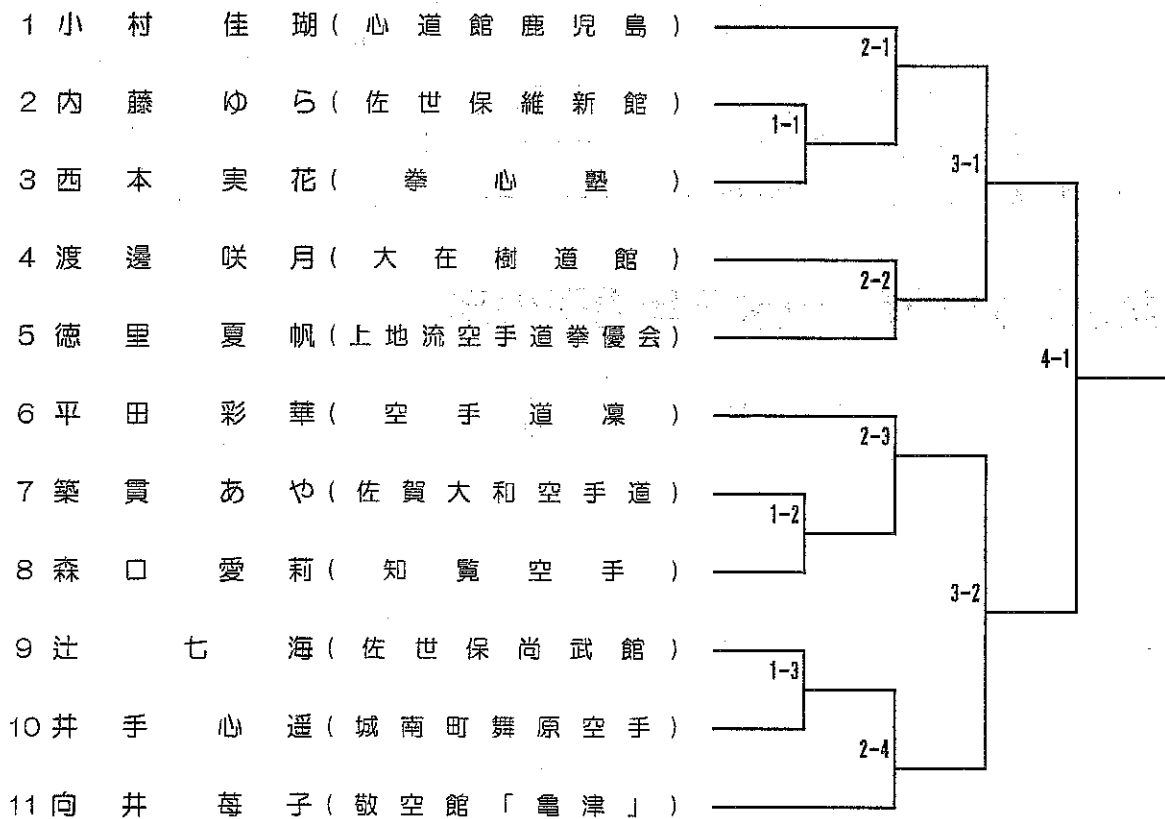 1 小村佳瑚(心道館鹿児島)
2-1
2 内藤ゆら(佐世保維新館)
1-1
3 西本実花(拳心塾)
3-1
4 渡邊咲月(大在樹道館)
2-2
5 徳里夏帆(上地流空手道拳優会)
4-1
6 平田彩華(空手道凜)
2-3
7 築貫あや(佐賀大和空手道)
1-2
8 森口愛莉(知覧空手)
3-2
9 辻七海(佐世保尚武館)
1-3
10 井手心遥(城南町舞原空手)
2-4
11 向井苺子(敬空館「亀津」)